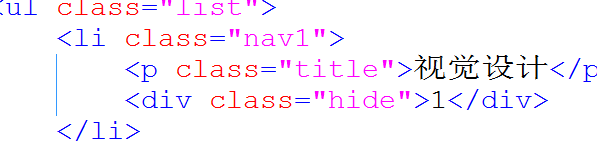 <ul class="list">
<li class="nav1">
<p class="title">视觉设计</p
<div class="hide">1</div>
</li>